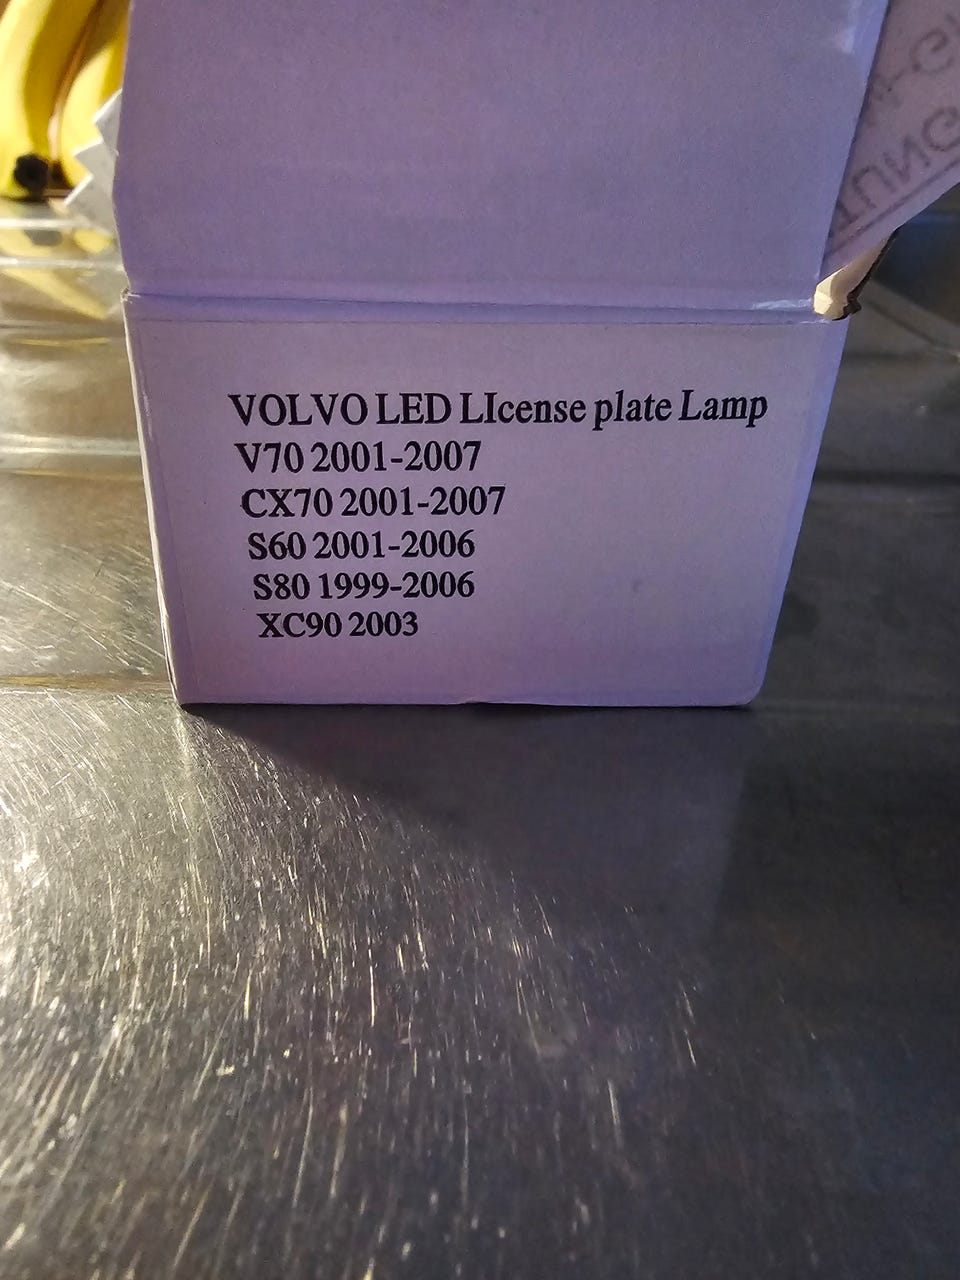 VOLVO LED LIcense plate Lamp
V70 2001-2007
CX70 2001-2007
S60 2001-2006
S80 1999-2006
XC90 2003